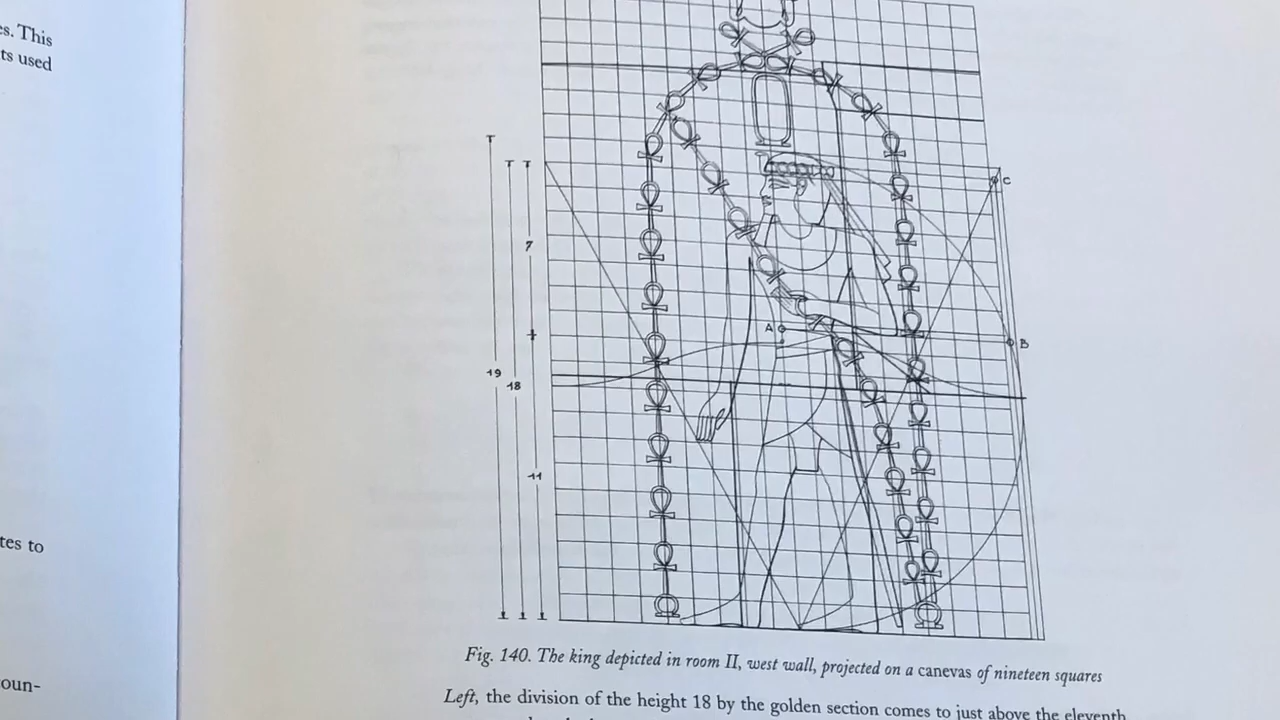 s. This
ts used
C
7
A
B
19
18
11
tes to
Fig. 140. The king depicted in room II, west wall, projected on a canevas of nineteen squares
oun-
Left, the division of the height 18 by the golden section comes to just above the eleventh